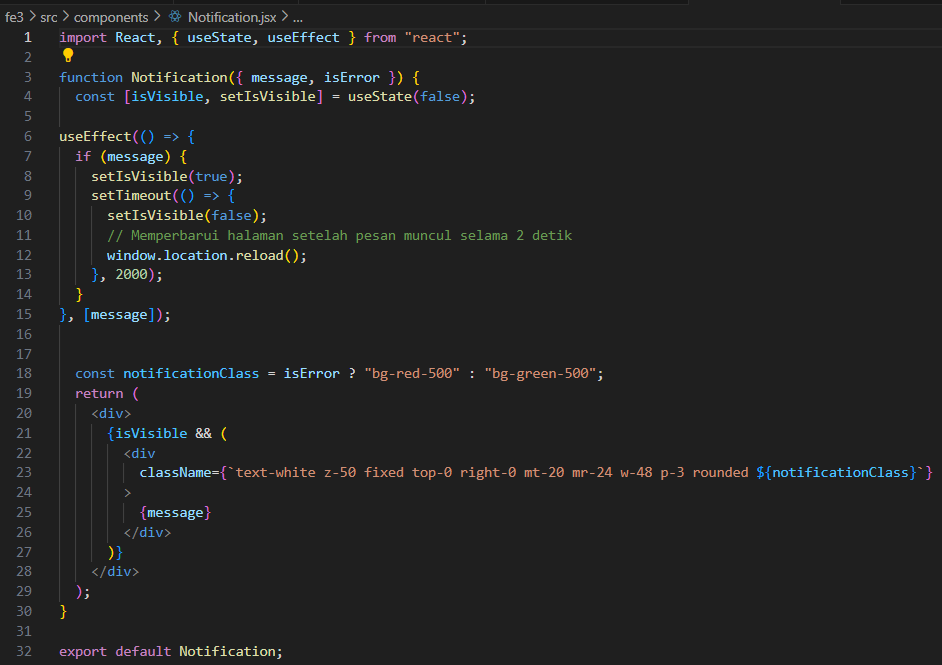 fe3 > src > components > Notification.jsx > ...
1 import React, { useState, useEffect } from "react";
2
3 function Notification({ message, isError }) {
4   const [isVisible, setIsVisible] = useState(false);
5
6 useEffect(() => {
7   if (message) {
8     setIsVisible(true);
9     setTimeout(() => {
10       setIsVisible(false);
11       // Memperbarui halaman setelah pesan muncul selama 2 detik
12       window.location.reload();
13     }, 2000);
14   }
15 }, [message]);
16
17
18   const notificationClass = isError ? "bg-red-500" : "bg-green-500";
19   return (
20     <div>
21       {isVisible && (
22         <div
23           className={`text-white z-50 fixed top-0 right-0 mt-20 mr-24 w-48 p-3 rounded ${notificationClass}`}
24         >
25           {message}
26         </div>
27       )}
28     </div>
29   );
30 }
31
32 export default Notification;